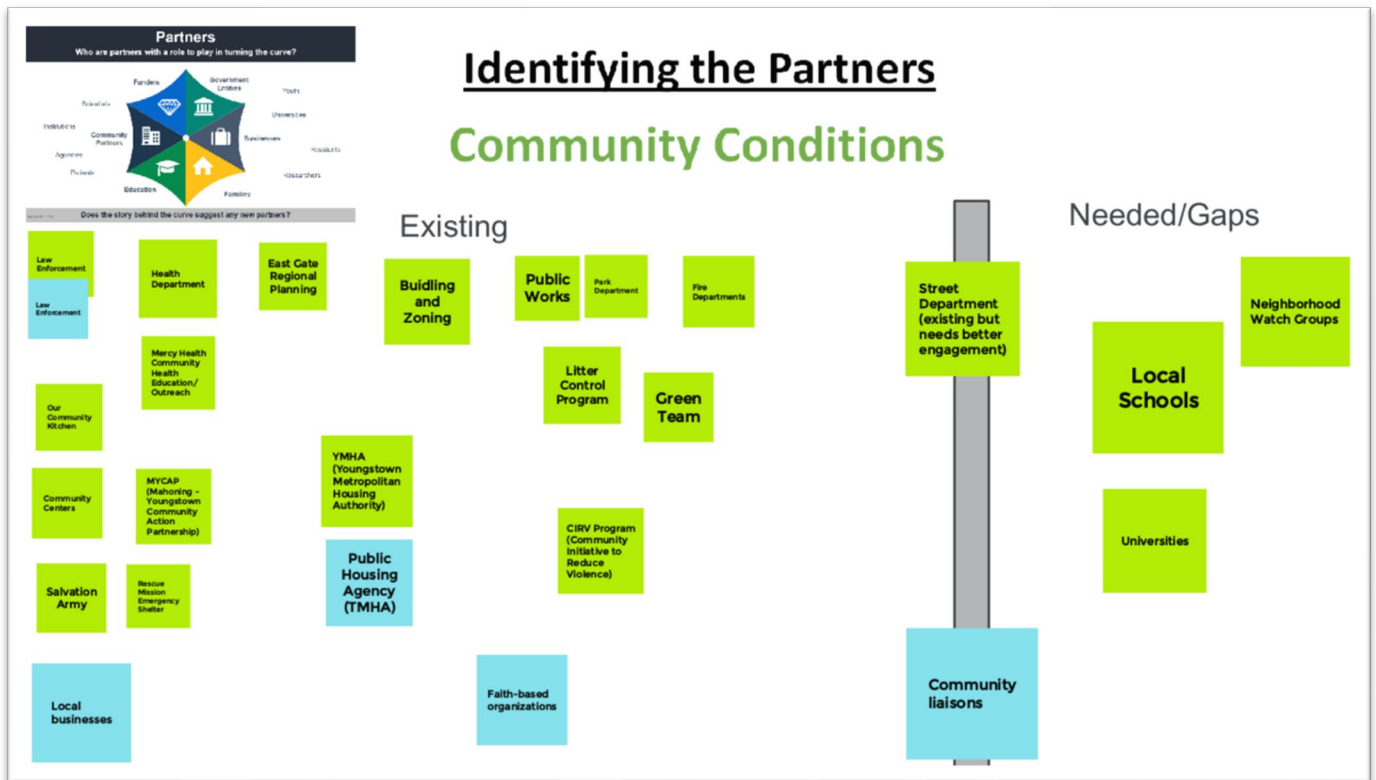 Partners
Who are partners with a role to play in turning the curve?
Funders
Government
Entities
Youth
Scientists
Universities
Institutions
Community
Partners
Businesses
Residents
Agencies
Patients
Researchers
Education
Families
Does the story behind the curve suggest any new partners?
Identifying the Partners
Community Conditions
Existing
Needed/Gaps
Law
Enforcement
Law
Enforcement
Health
Department
East Gate
Regional
Planning
Buidling
and
Zoning
Public
Works
Park
Department
Fire
Departments
Street
Department
(existing but
needs better
engagement)
Local
Schools
Neighborhood
Watch Groups
Mercy Health
Community
Health
Education/
Outreach
Litter
Control
Program
Green
Team
Our
Community
Kitchen
YMHA
(Youngstown
Metropolitan
Housing
Authority)
Community
Centers
MYCAP
(Mahoning -
Youngstown
Community
Action
Partnership)
CIRV Program
(Community
Initiative to
Reduce
Violence)
Universities
Public
Housing
Agency
(TMHA)
Salvation
Army
Rescue
Mission
Emergency
Shelter
Local
businesses
Faith-based
organizations
Community
liaisons